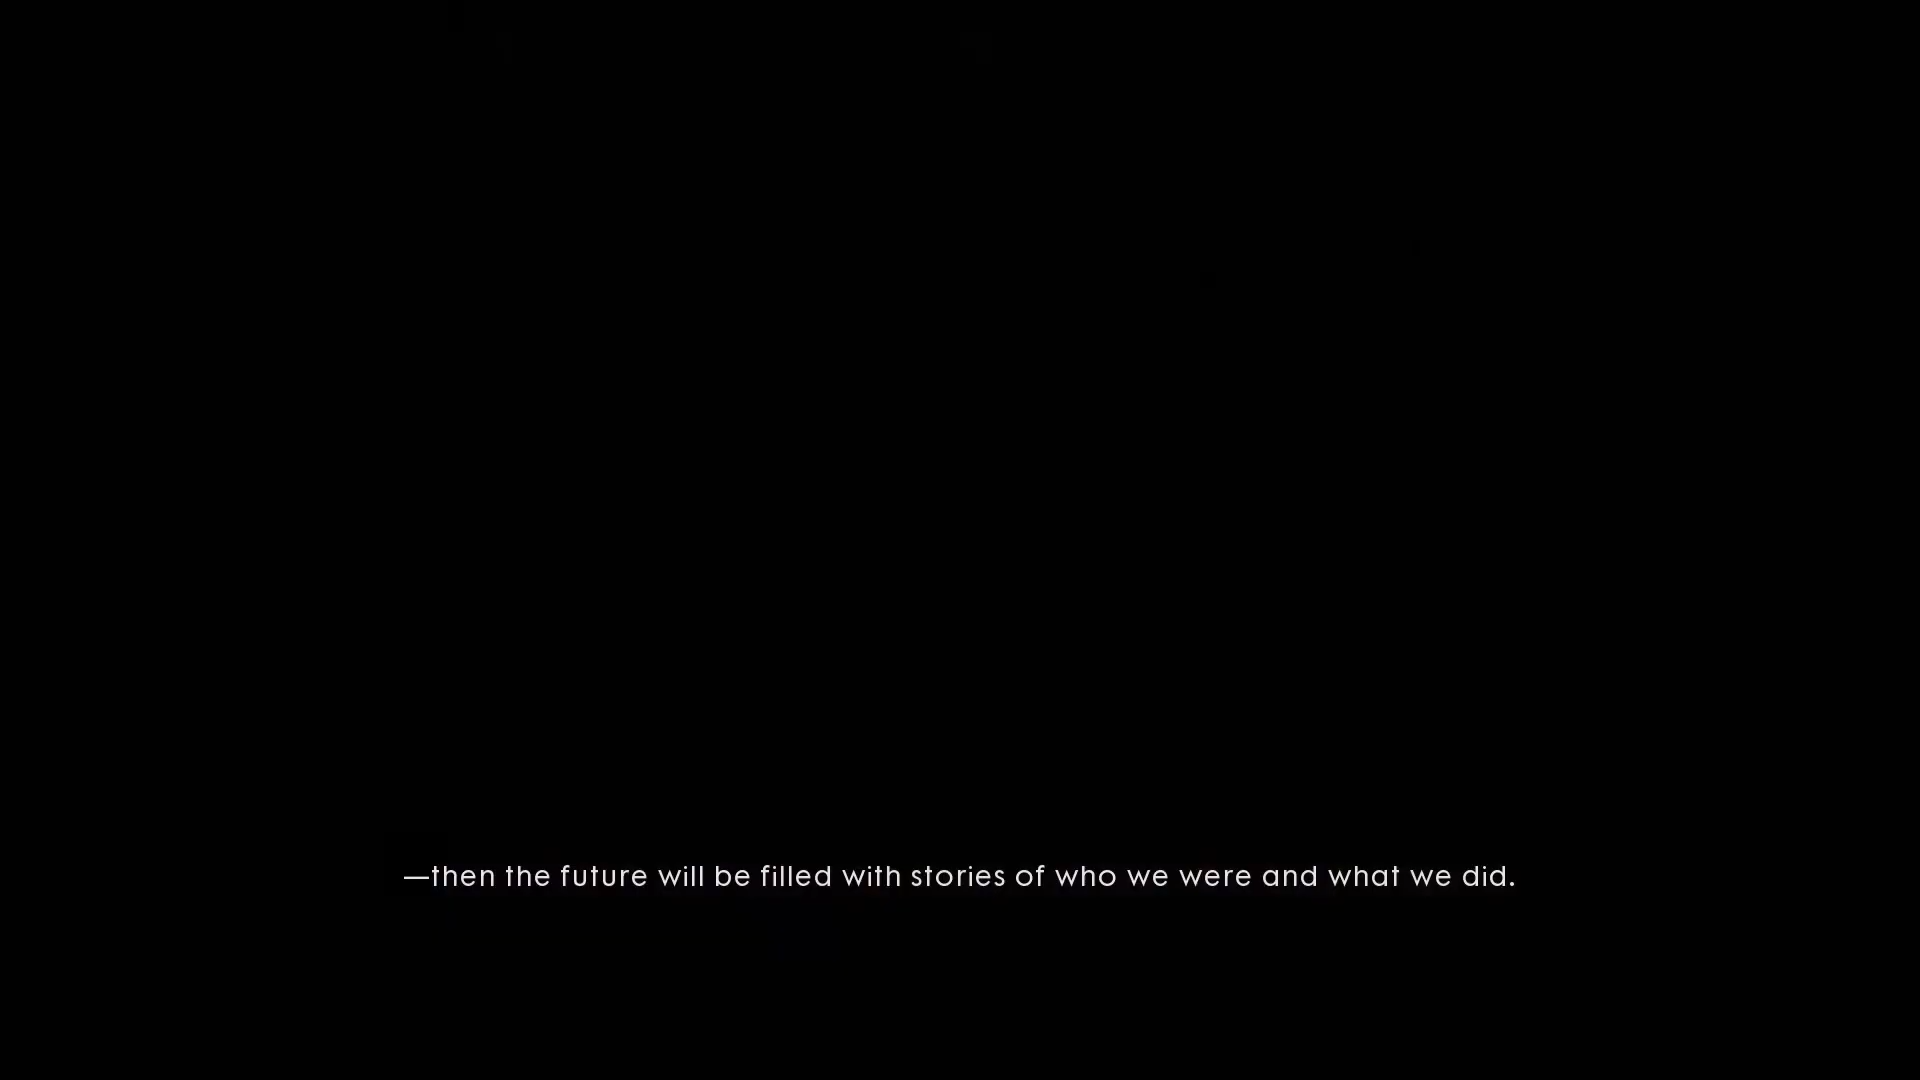 —then the future will be filled with stories of who we were and what we did.